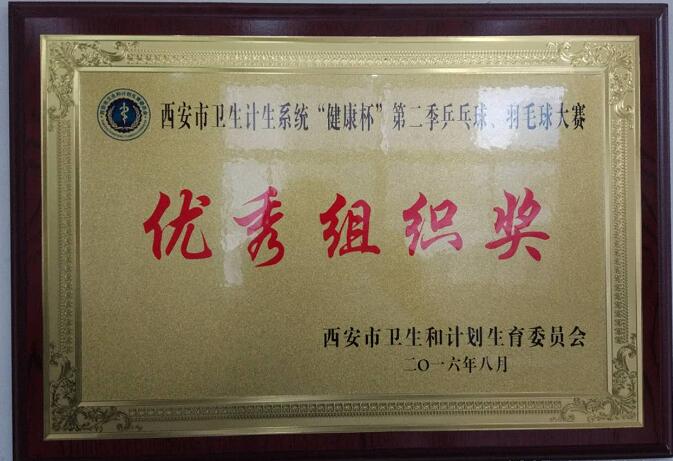 西安市卫生计生系统“健康杯”第二季乒乓球、羽毛球大赛
优秀组织奖
西安市卫生和计划生育委员会
二〇一六年八月